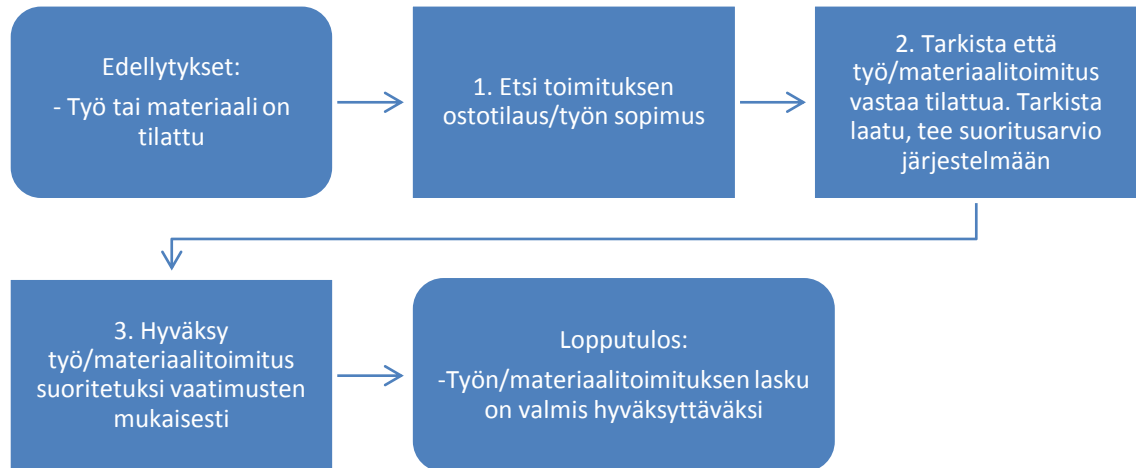 Edellytykset:
- Työ tai materiaali on
tilattu
1. Etsi toimituksen
ostotilaus/työn sopimus
2. Tarkista että
työ/materiaalitoimitus
vastaa tilattua. Tarkista
laatu, tee suoritusarvio
järjestelmään
3. Hyväksy
työ/materiaalitoimitus
suoritetuksi vaatimusten
mukaisesti
Lopputulos:
-Työn/materiaalitoimituksen lasku
on valmis hyväksyttäväksi